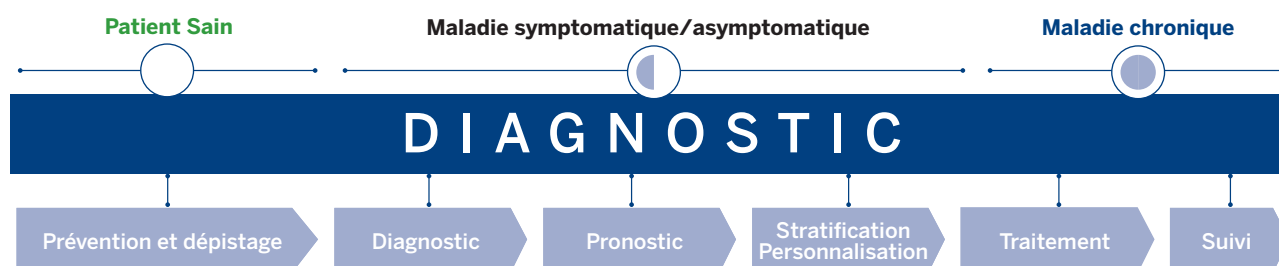 Patient Sain
Maladie symptomatique/asymptomatique
Maladie chronique
DIAGNOSTIC
Prévention et dépistage
Diagnostic
Pronostic
Stratification
Personnalisation
Traitement
Suivi